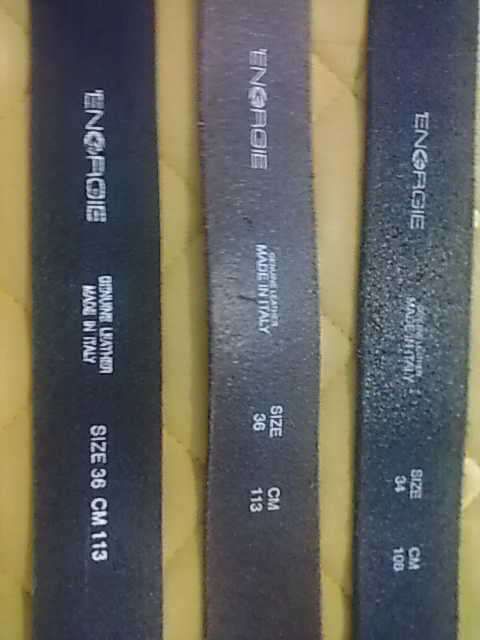 ENERGIE
GENUINE LEATHER
MADE IN ITALY
SIZE 36 CM 113
ENERGIE
GENUINE LEATHER
MADE IN ITALY
SIZE
36
CM
113
ENERGIE
MADE IN ITALY
SIZE
34
CM
108